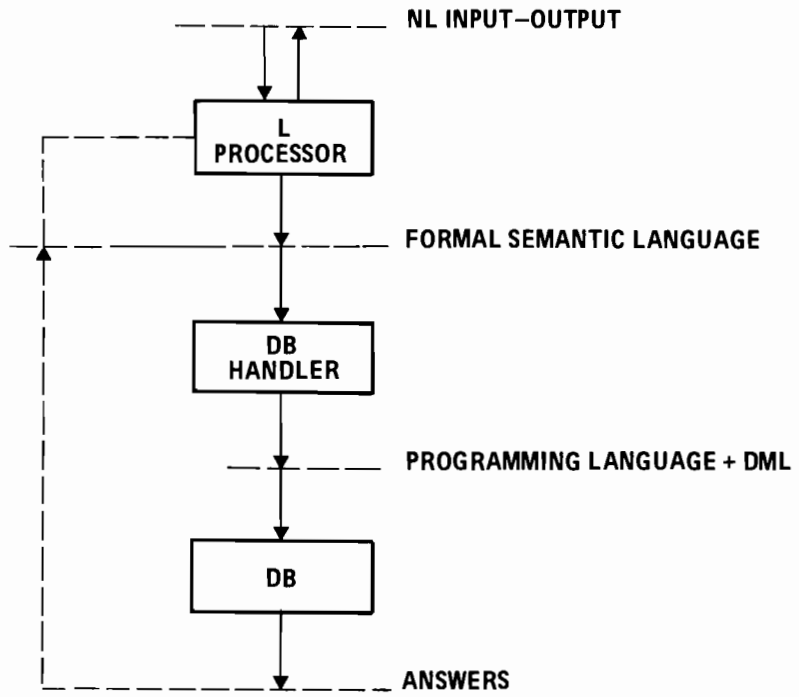 NL INPUT–OUTPUT
L
PROCESSOR
FORMAL SEMANTIC LANGUAGE
DB
HANDLER
PROGRAMMING LANGUAGE + DML
DB
ANSWERS